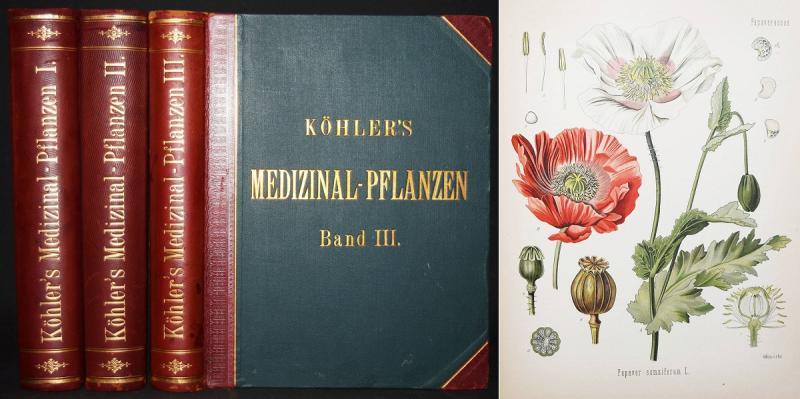 Köhler's Medizinal-Pflanzen I.
Köhler's Medizinal-Pflanzen II.
Köhler's Medizinal-Pflanzen III.
KÖHLER'S
MEDIZINAL-PFLANZEN
Band III.
Papaveraceae.
Papaver somniferum L.